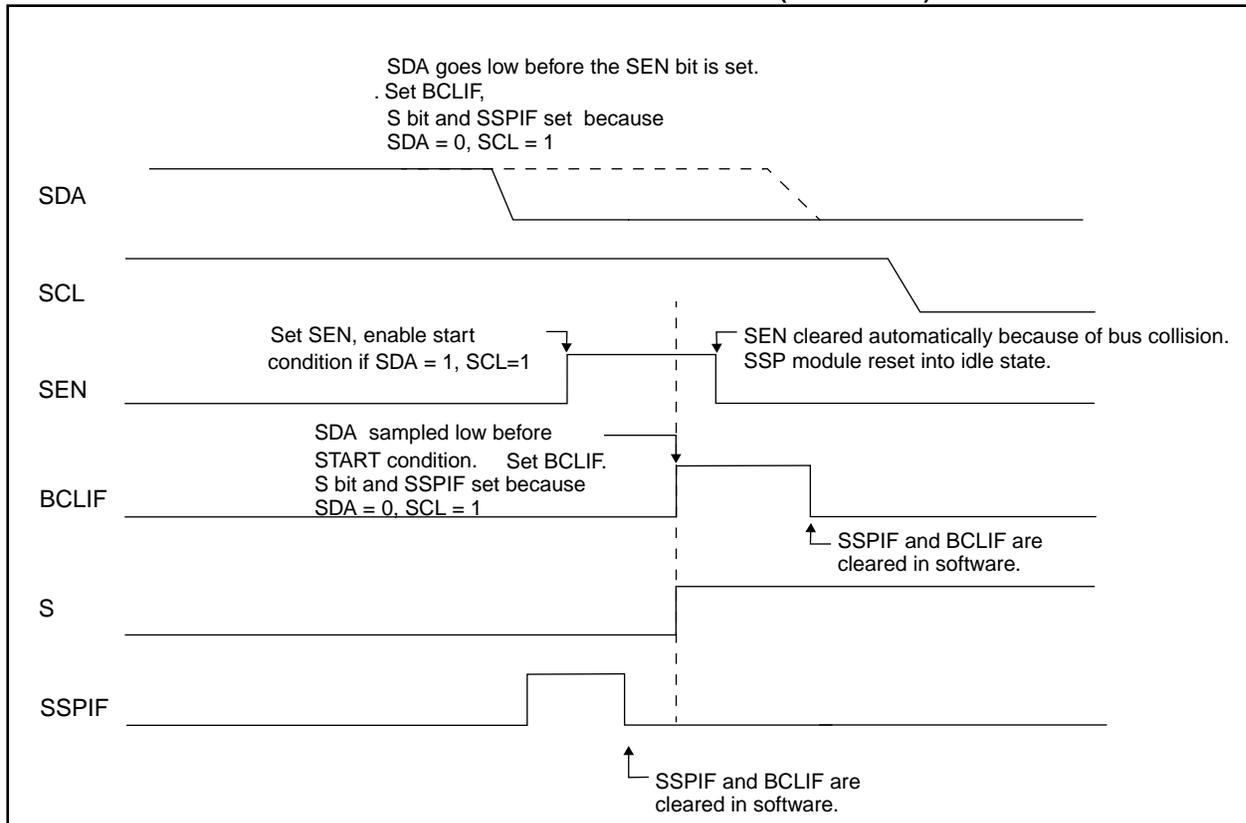 SDA goes low before the SEN bit is set.
. Set BCLIF,
S bit and SSPIF set because
SDA = 0, SCL = 1
SDA
SCL
Set SEN, enable start
condition if SDA = 1, SCL=1
SEN cleared automatically because of bus collision.
SSP module reset into idle state.
SEN
SDA sampled low before
START condition. Set BCLIF.
S bit and SSPIF set because
SDA = 0, SCL = 1
BCLIF
SSPIF and BCLIF are
cleared in software.
S
SSPIF
SSPIF and BCLIF are
cleared in software.